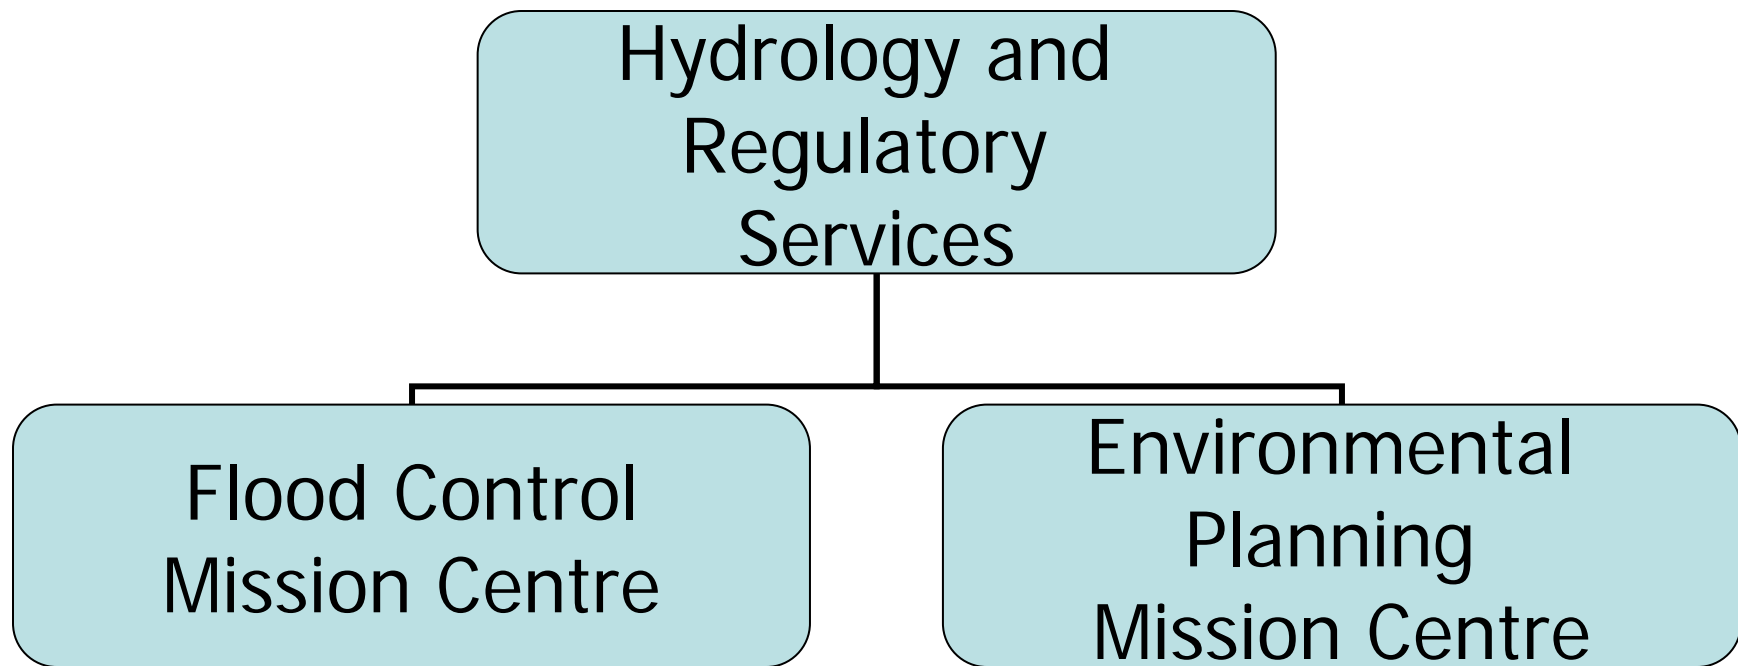 Hydrology and
Regulatory
Services
Flood Control
Mission Centre
Environmental
Planning
Mission Centre